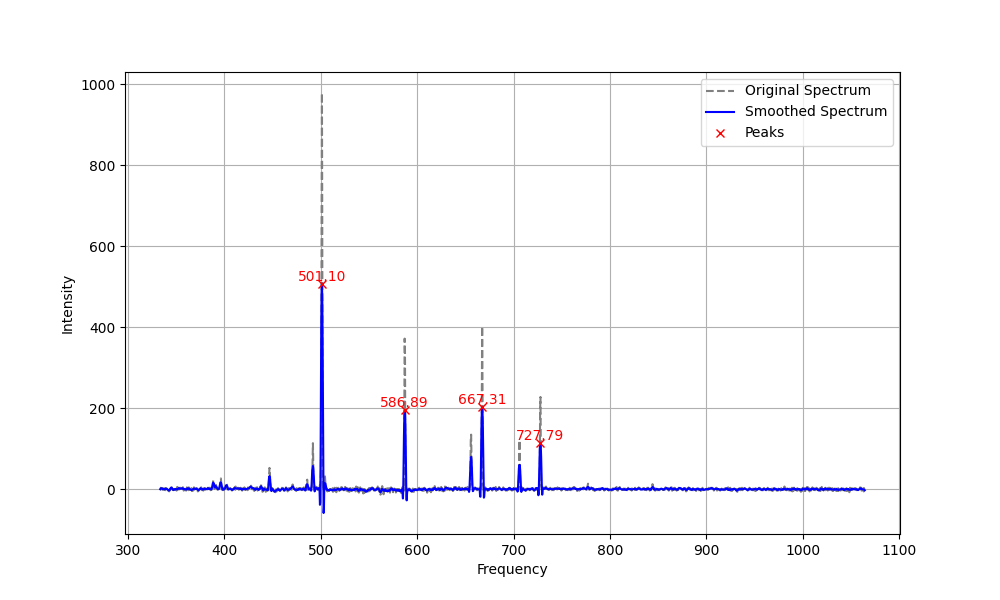 1000
800
600
400
200
0
Intensity
Original Spectrum
Smoothed Spectrum
Peaks
501.10
586.89
667.31
727.79
300 400 500 600 700 800 900 1000 1100
Frequency